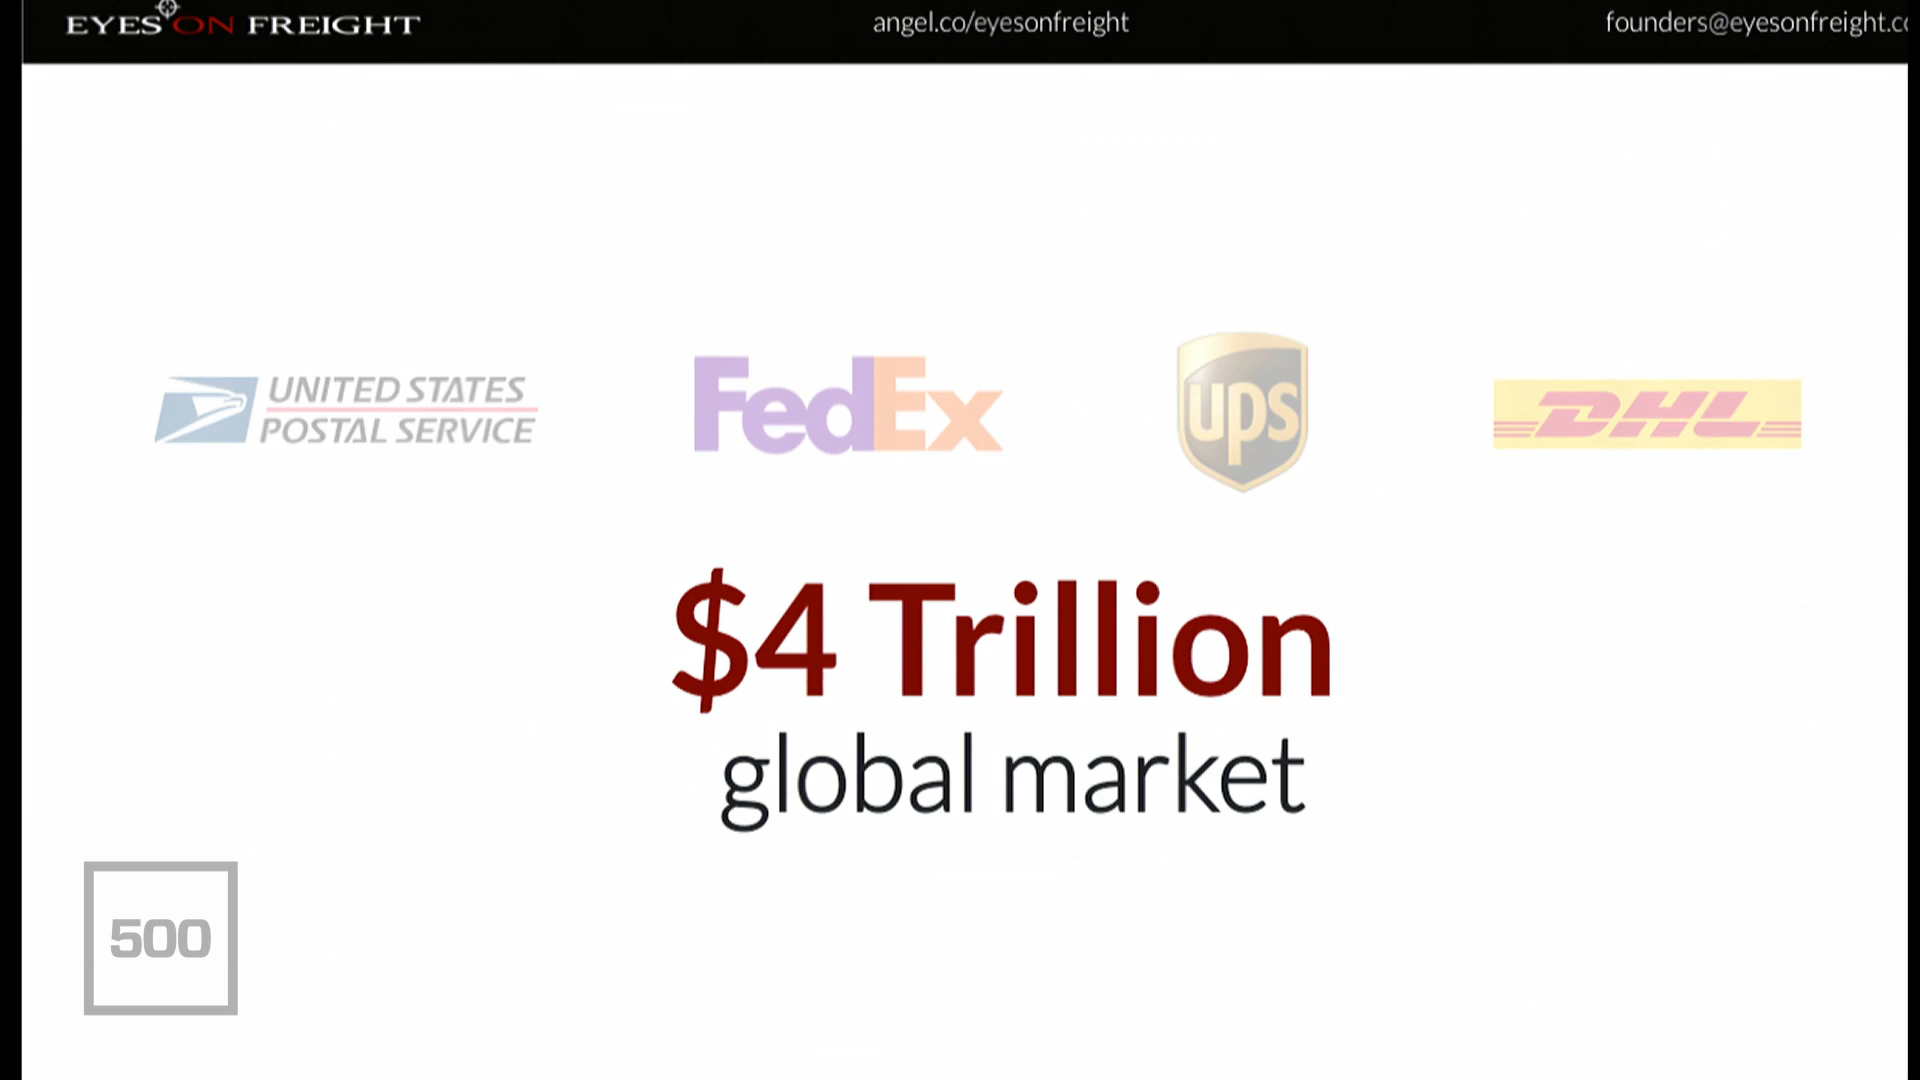 EYES ON FREIGHT
angel.co/eyesonfreight
founders@eyesonfreight.co
UNITED STATES
POSTAL SERVICE
FedEx
ups
DHL
$4 Trillion
global market
500